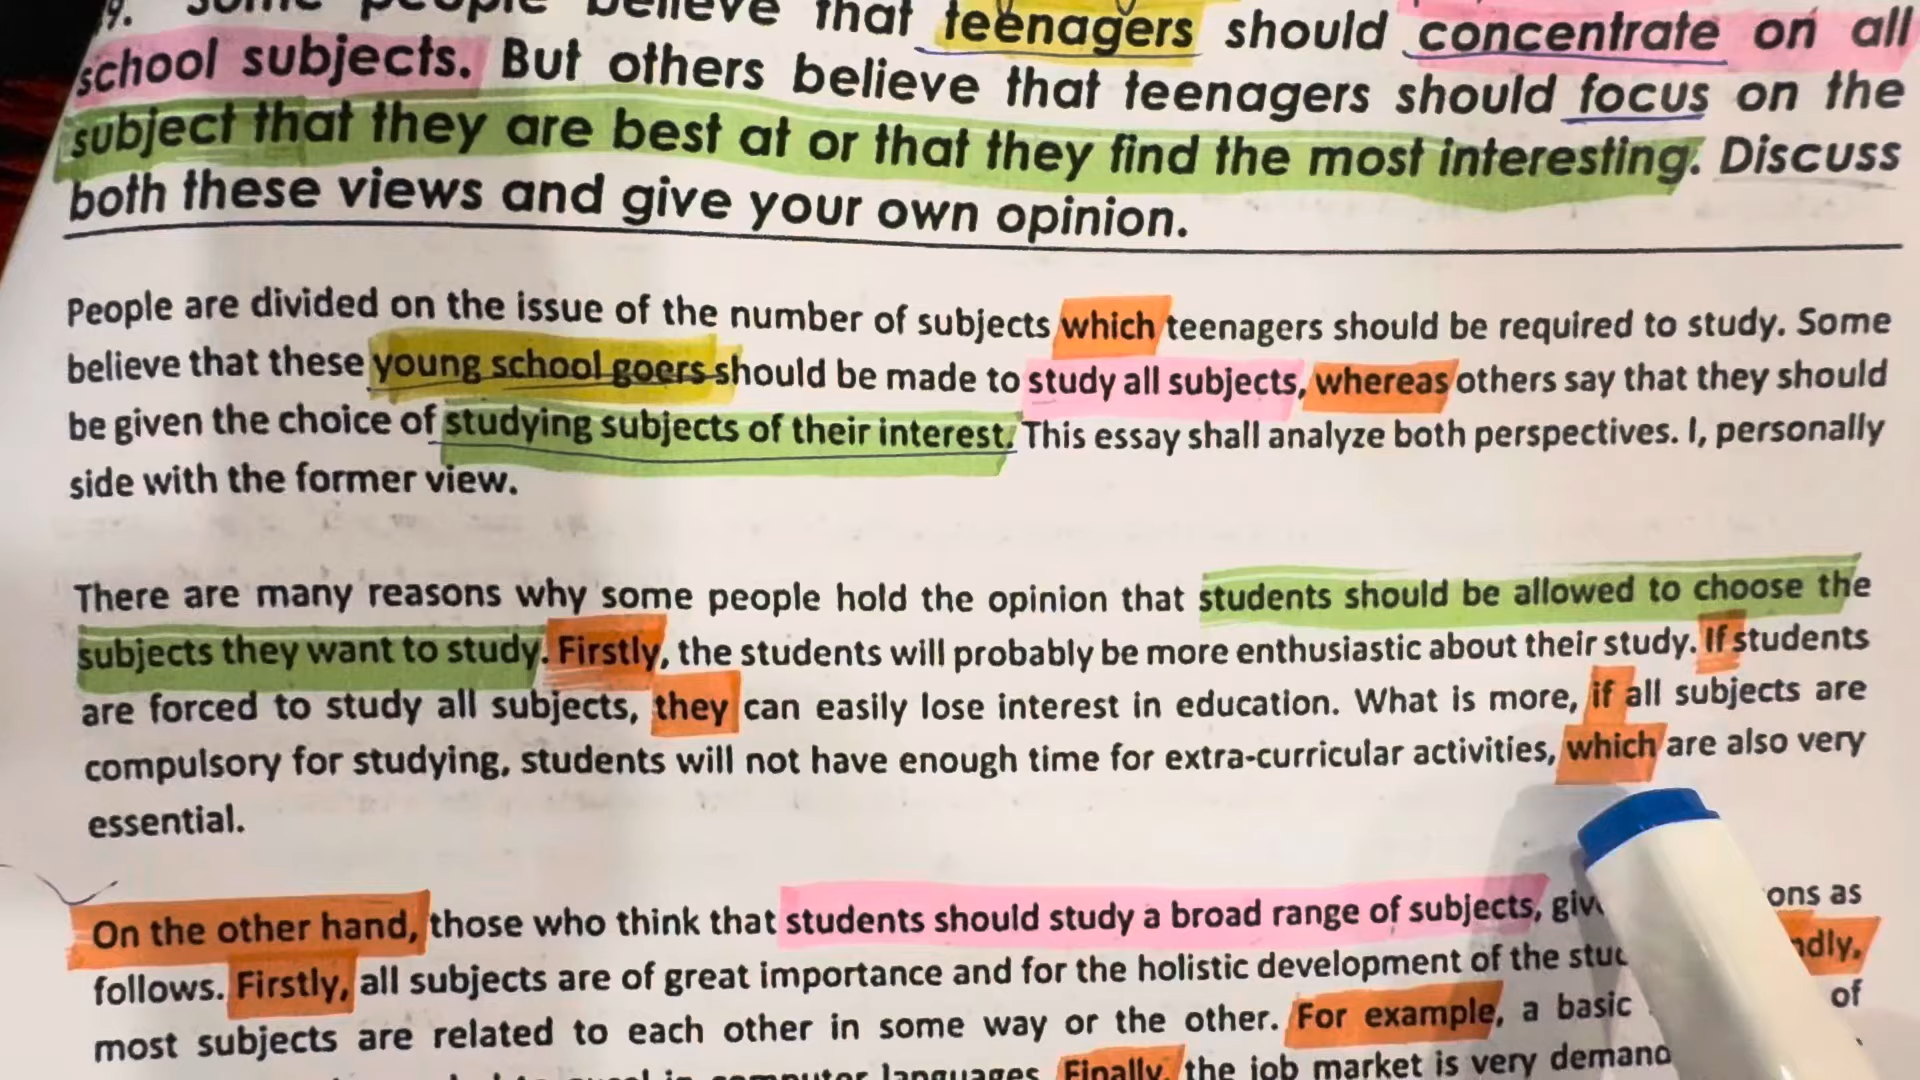 9. Some people believe that teenagers should concentrate on all
school subjects. But others believe that teenagers should focus on the
subject that they are best at or that they find the most interesting. Discuss
both these views and give your own opinion.
People are divided on the issue of the number of subjects which teenagers should be required to study. Some
believe that these young school goers should be made to study all subjects, whereas others say that they should
be given the choice of studying subjects of their interest. This essay shall analyze both perspectives. I, personally
side with the former view.
There are many reasons why some people hold the opinion that students should be allowed to choose the
subjects they want to study. Firstly, the students will probably be more enthusiastic about their study. If students
are forced to study all subjects, they can easily lose interest in education. What is more, if all subjects are
compulsory for studying, students will not have enough time for extra-curricular activities, which are also very
essential.
On the other hand, those who think that students should study a broad range of subjects, as
follows. Firstly, all subjects are of great importance and for the holistic development of the
most subjects are related to each other in some way or the other. For example, a basic of
in computer languages. Finally, the job market is very